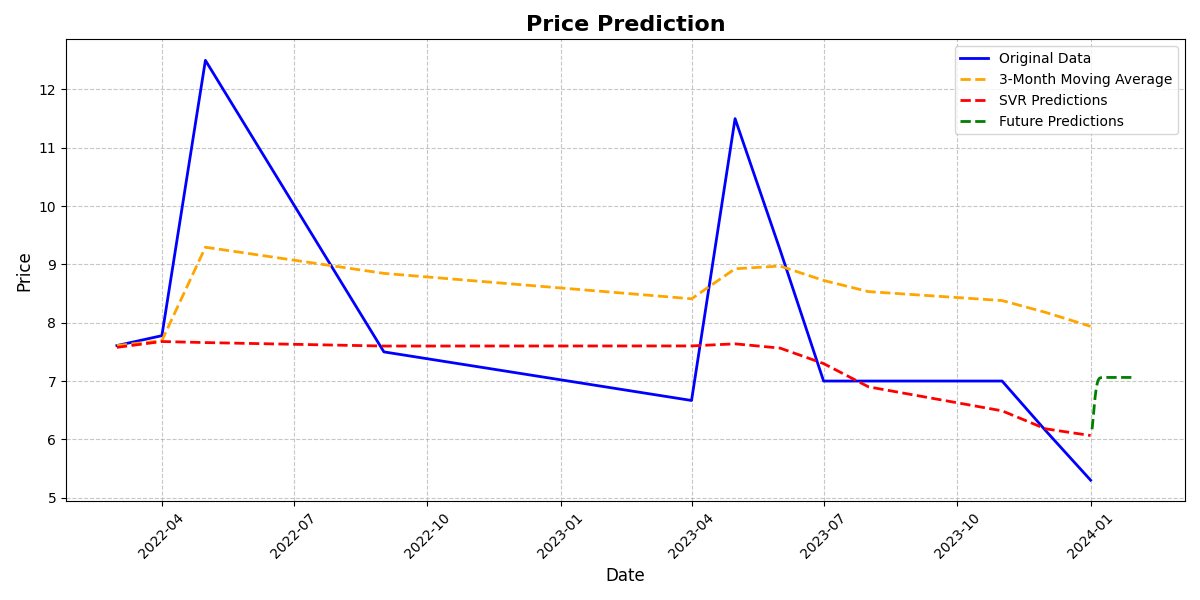 Price Prediction
Original Data
3-Month Moving Average
SVR Predictions
Future Predictions
Price
12
11
10
9
8
7
6
5
2022-04
2022-07
2022-10
2023-01
2023-04
2023-07
2023-10
2024-01
Date